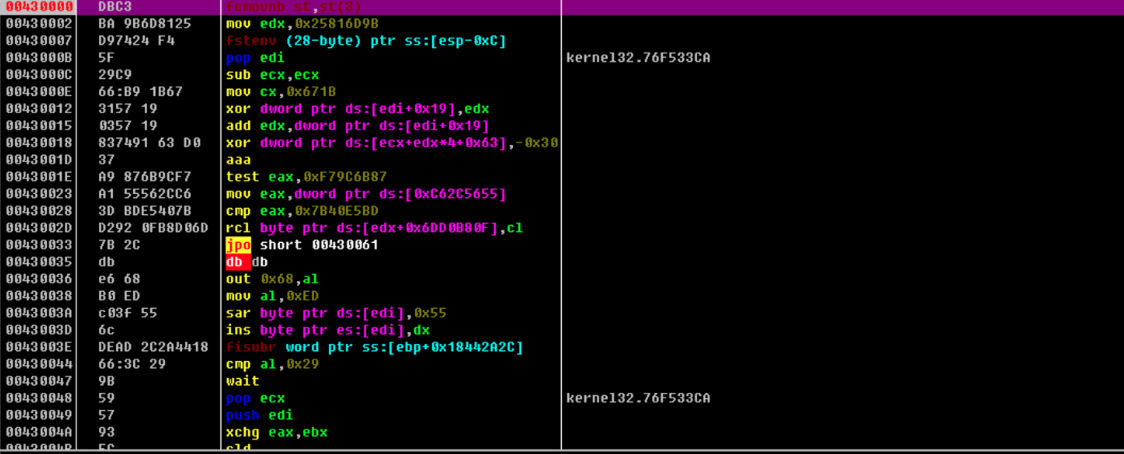 00430000 DBC3 fcmovnb st,st(3)
00430002 BA 9B6D8125 mov edx,0x25816D9B
00430007 D97424 F4 fstenv (28-byte) ptr ss:[esp-0xC]
0043000B 5F pop edi kernel32.76F533CA
0043000C 29C9 sub ecx,ecx
0043000E 66:B9 1B67 mov cx,0x671B
00430012 3157 19 xor dword ptr ds:[edi+0x19],edx
00430015 0357 19 add edx,dword ptr ds:[edi+0x19]
00430018 837491 63 D0 xor dword ptr ds:[ecx+edx*4+0x63],-0x30
0043001D 37 aaa
0043001E A9 876B9CF7 test eax,0xF79C6B87
00430023 A1 55562CC6 mov eax,dword ptr ds:[0xC62C5655]
00430028 3D BDE5407B cmp eax,0x7B40E5BD
0043002D D292 0FB8D06D rcl byte ptr ds:[edx+0x6DD0B80F],cl
00430033 7B 2C jpo short 00430061
00430035 db db db
00430036 e6 68 out 0x68,al
00430038 B0 ED mov al,0xED
0043003A c03f 55 sar byte ptr ds:[edi],0x55
0043003D 6c ins byte ptr es:[edi],dx
0043003E DEAD 2C2A4418 fisubr word ptr ss:[ebp+0x18442A2C]
00430044 66:3C 29 cmp al,0x29
00430047 9B wait
00430048 59 pop ecx kernel32.76F533CA
00430049 57 push edi
0043004A 93 xchg eax,ebx